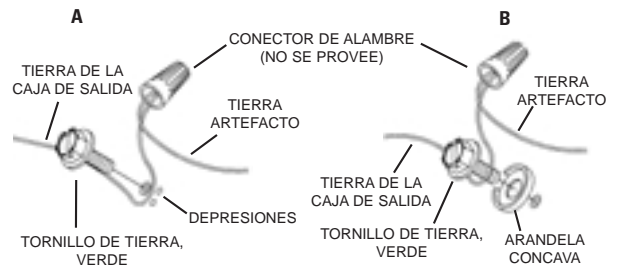 A
B
CONECTOR DE ALAMBRE
(NO SE PROVEE)
TIERRA DE LA
CAJA DE SALIDA
TIERRA
ARTEFACTO
DEPRESIONES
TORNILLO DE TIERRA,
VERDE
TIERRA
ARTEFACTO
TIERRA DE LA
CAJA DE SALIDA
TORNILLO DE TIERRA,
VERDE
ARANDELA
CONCAVA